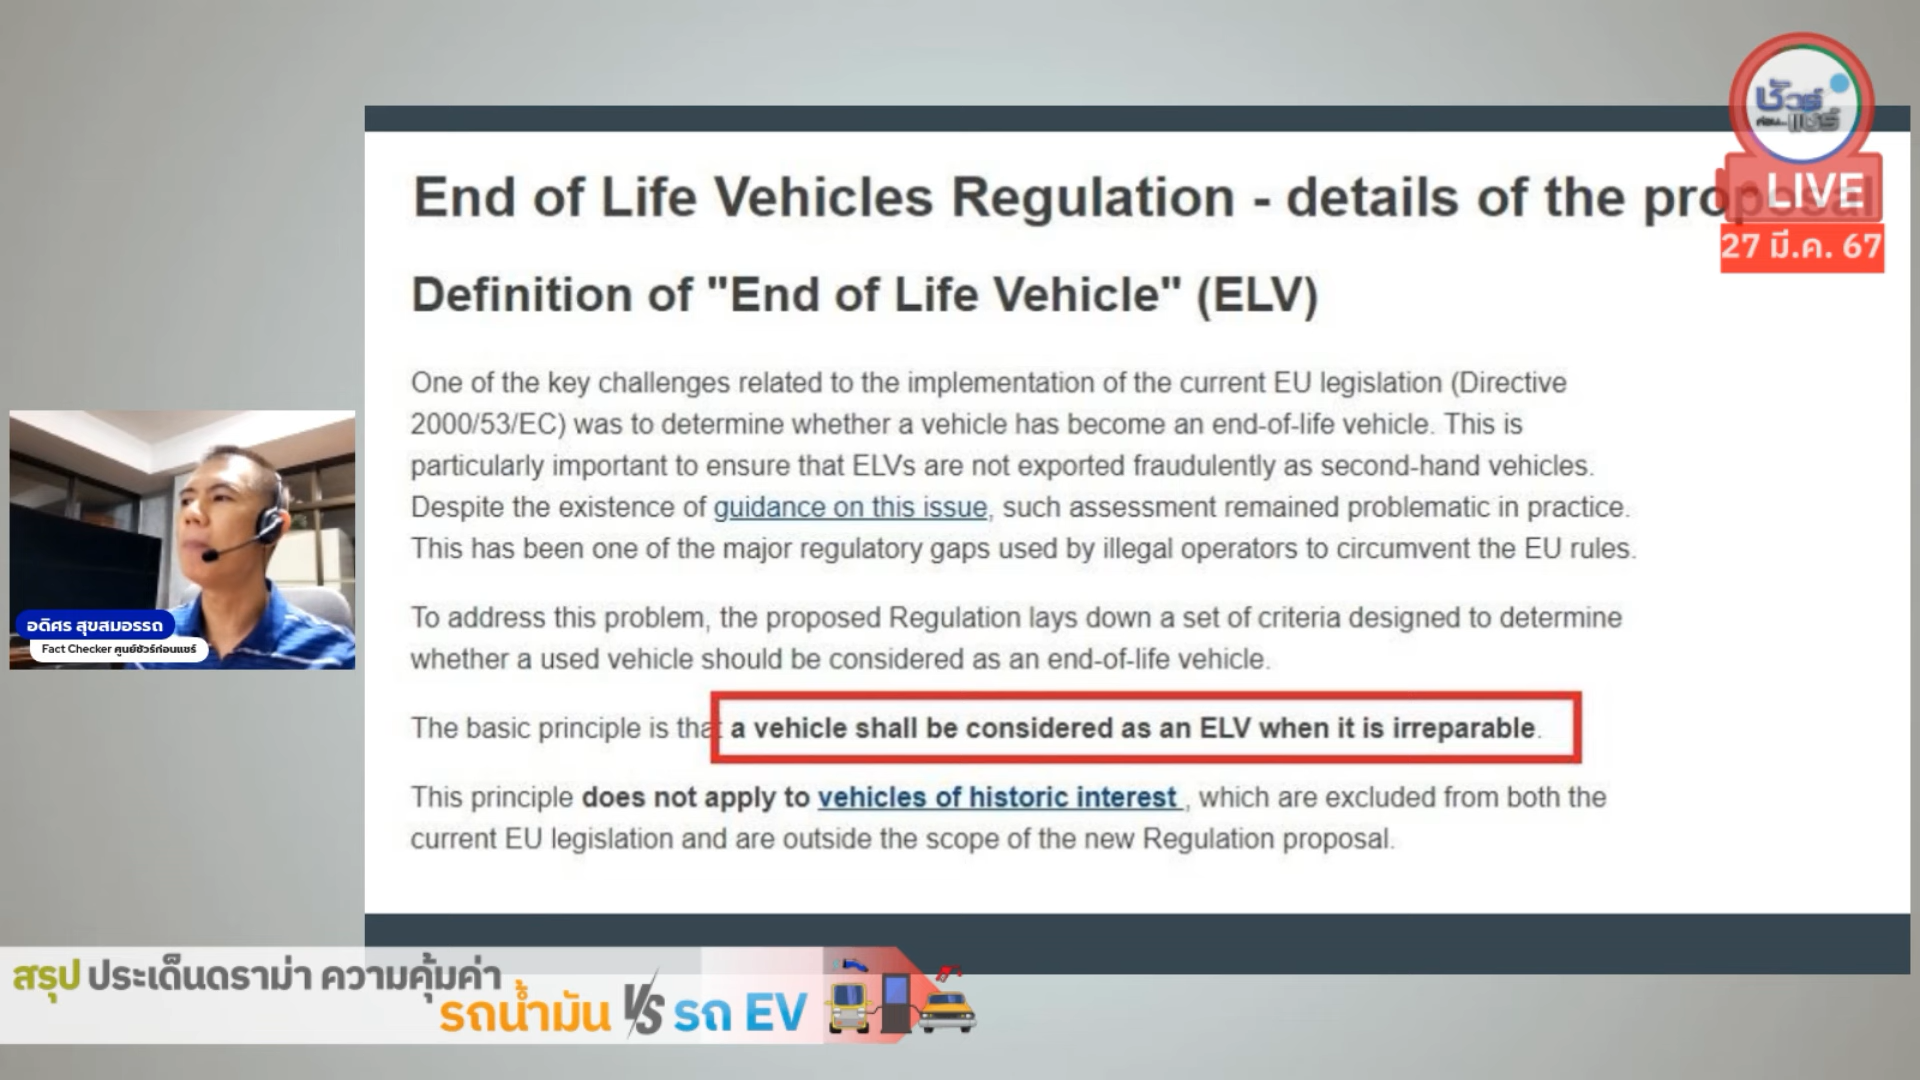 ชัวร์
ก่อน...แชร์
LIVE
27 มี.ค. 67
End of Life Vehicles Regulation - details of the proposal
Definition of "End of Life Vehicle" (ELV)
One of the key challenges related to the implementation of the current EU legislation (Directive
2000/53/EC) was to determine whether a vehicle has become an end-of-life vehicle. This is
particularly important to ensure that ELVs are not exported fraudulently as second-hand vehicles.
Despite the existence of guidance on this issue, such assessment remained problematic in practice.
This has been one of the major regulatory gaps used by illegal operators to circumvent the EU rules.
To address this problem, the proposed Regulation lays down a set of criteria designed to determine
whether a used vehicle should be considered as an end-of-life vehicle.
The basic principle is that a vehicle shall be considered as an ELV when it is irreparable.
This principle does not apply to vehicles of historic interest , which are excluded from both the
current EU legislation and are outside the scope of the new Regulation proposal.
อดิศร สุขสมอรรถ
Fact Checker ศูนย์ชัวร์ก่อนแชร์
สรุป ประเด็นดราม่า ความคุ้มค่า
รถน้ำมัน VS รถ EV